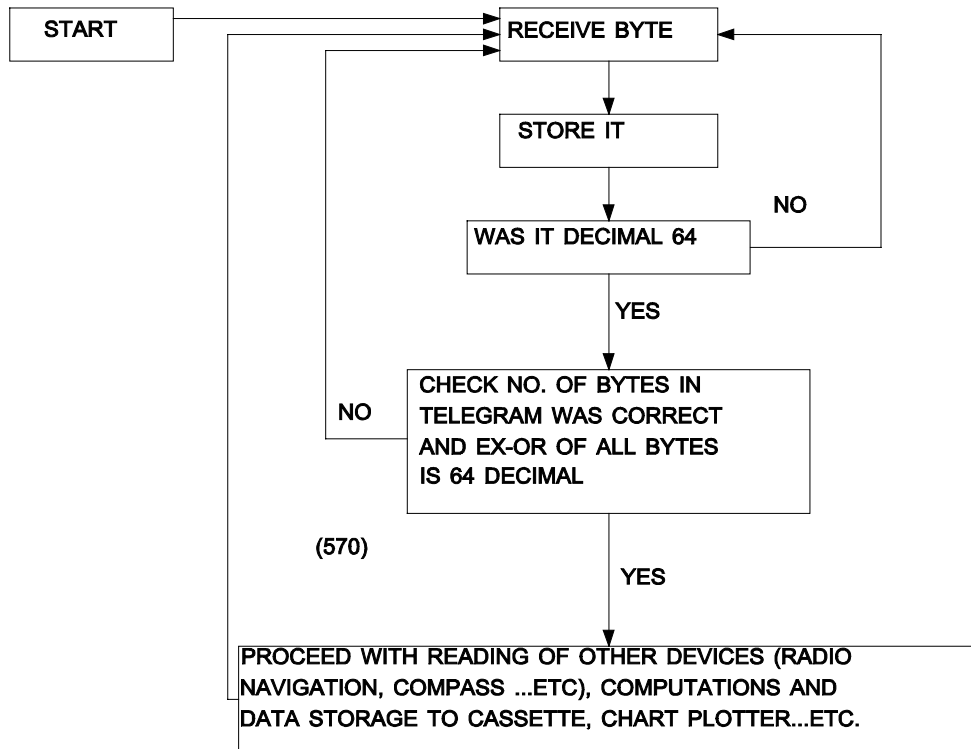 START
RECEIVE BYTE
STORE IT
NO
WAS IT DECIMAL 64
YES
CHECK NO. OF BYTES IN
TELEGRAM WAS CORRECT
AND EX-OR OF ALL BYTES
IS 64 DECIMAL
NO
(570)
YES
PROCEED WITH READING OF OTHER DEVICES (RADIO
NAVIGATION, COMPASS ...ETC), COMPUTATIONS AND
DATA STORAGE TO CASSETTE, CHART PLOTTER...ETC.